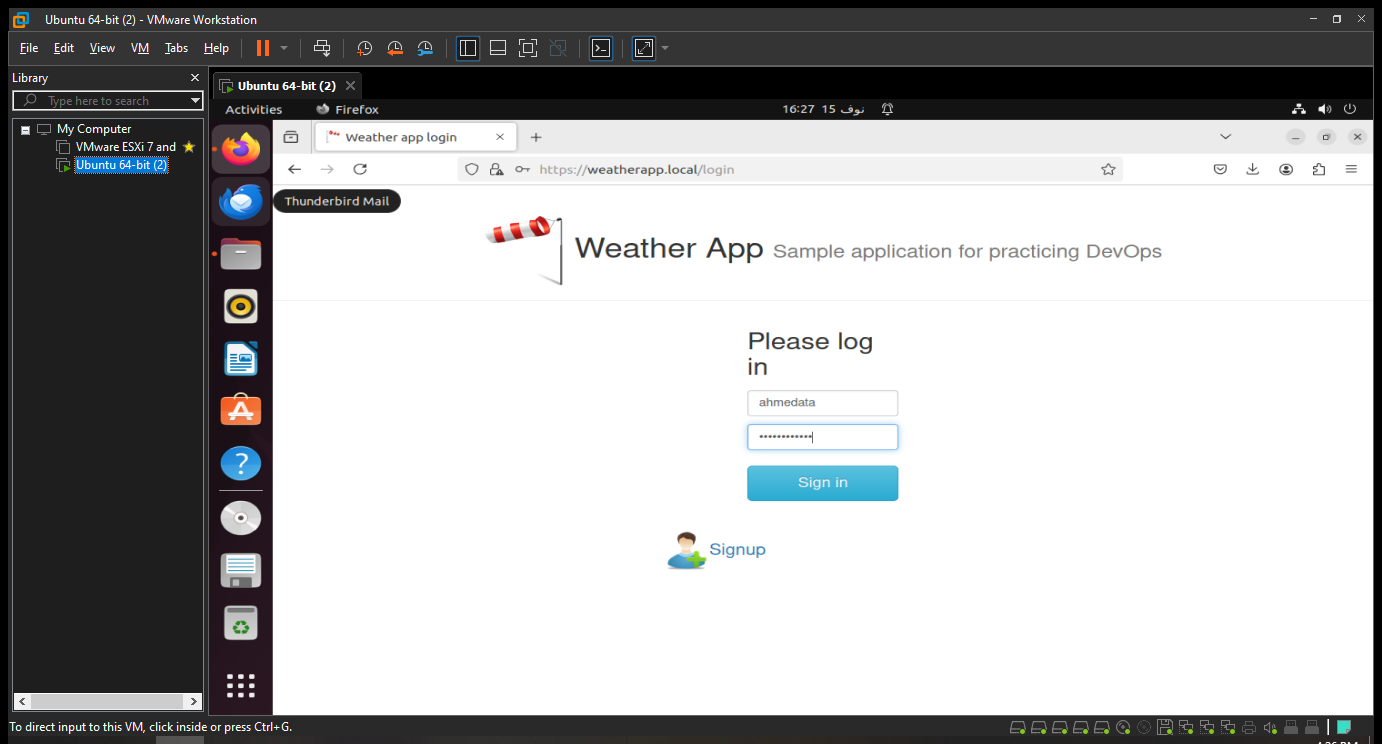 Ubuntu 64-bit (2) - VMware Workstation
File Edit View VM Tabs Help
Library
Type here to search
My Computer
VMware ESXi 7 and
Ubuntu 64-bit (2)
Ubuntu 64-bit (2)
Activities Firefox 16:27 15 نوف
Weather app login
https://weatherapp.local/login
Thunderbird Mail
Weather App Sample application for practicing DevOps
Please log
in
ahmedata
••••••••••••
Sign in
Signup
To direct input to this VM, click inside or press Ctrl+G.